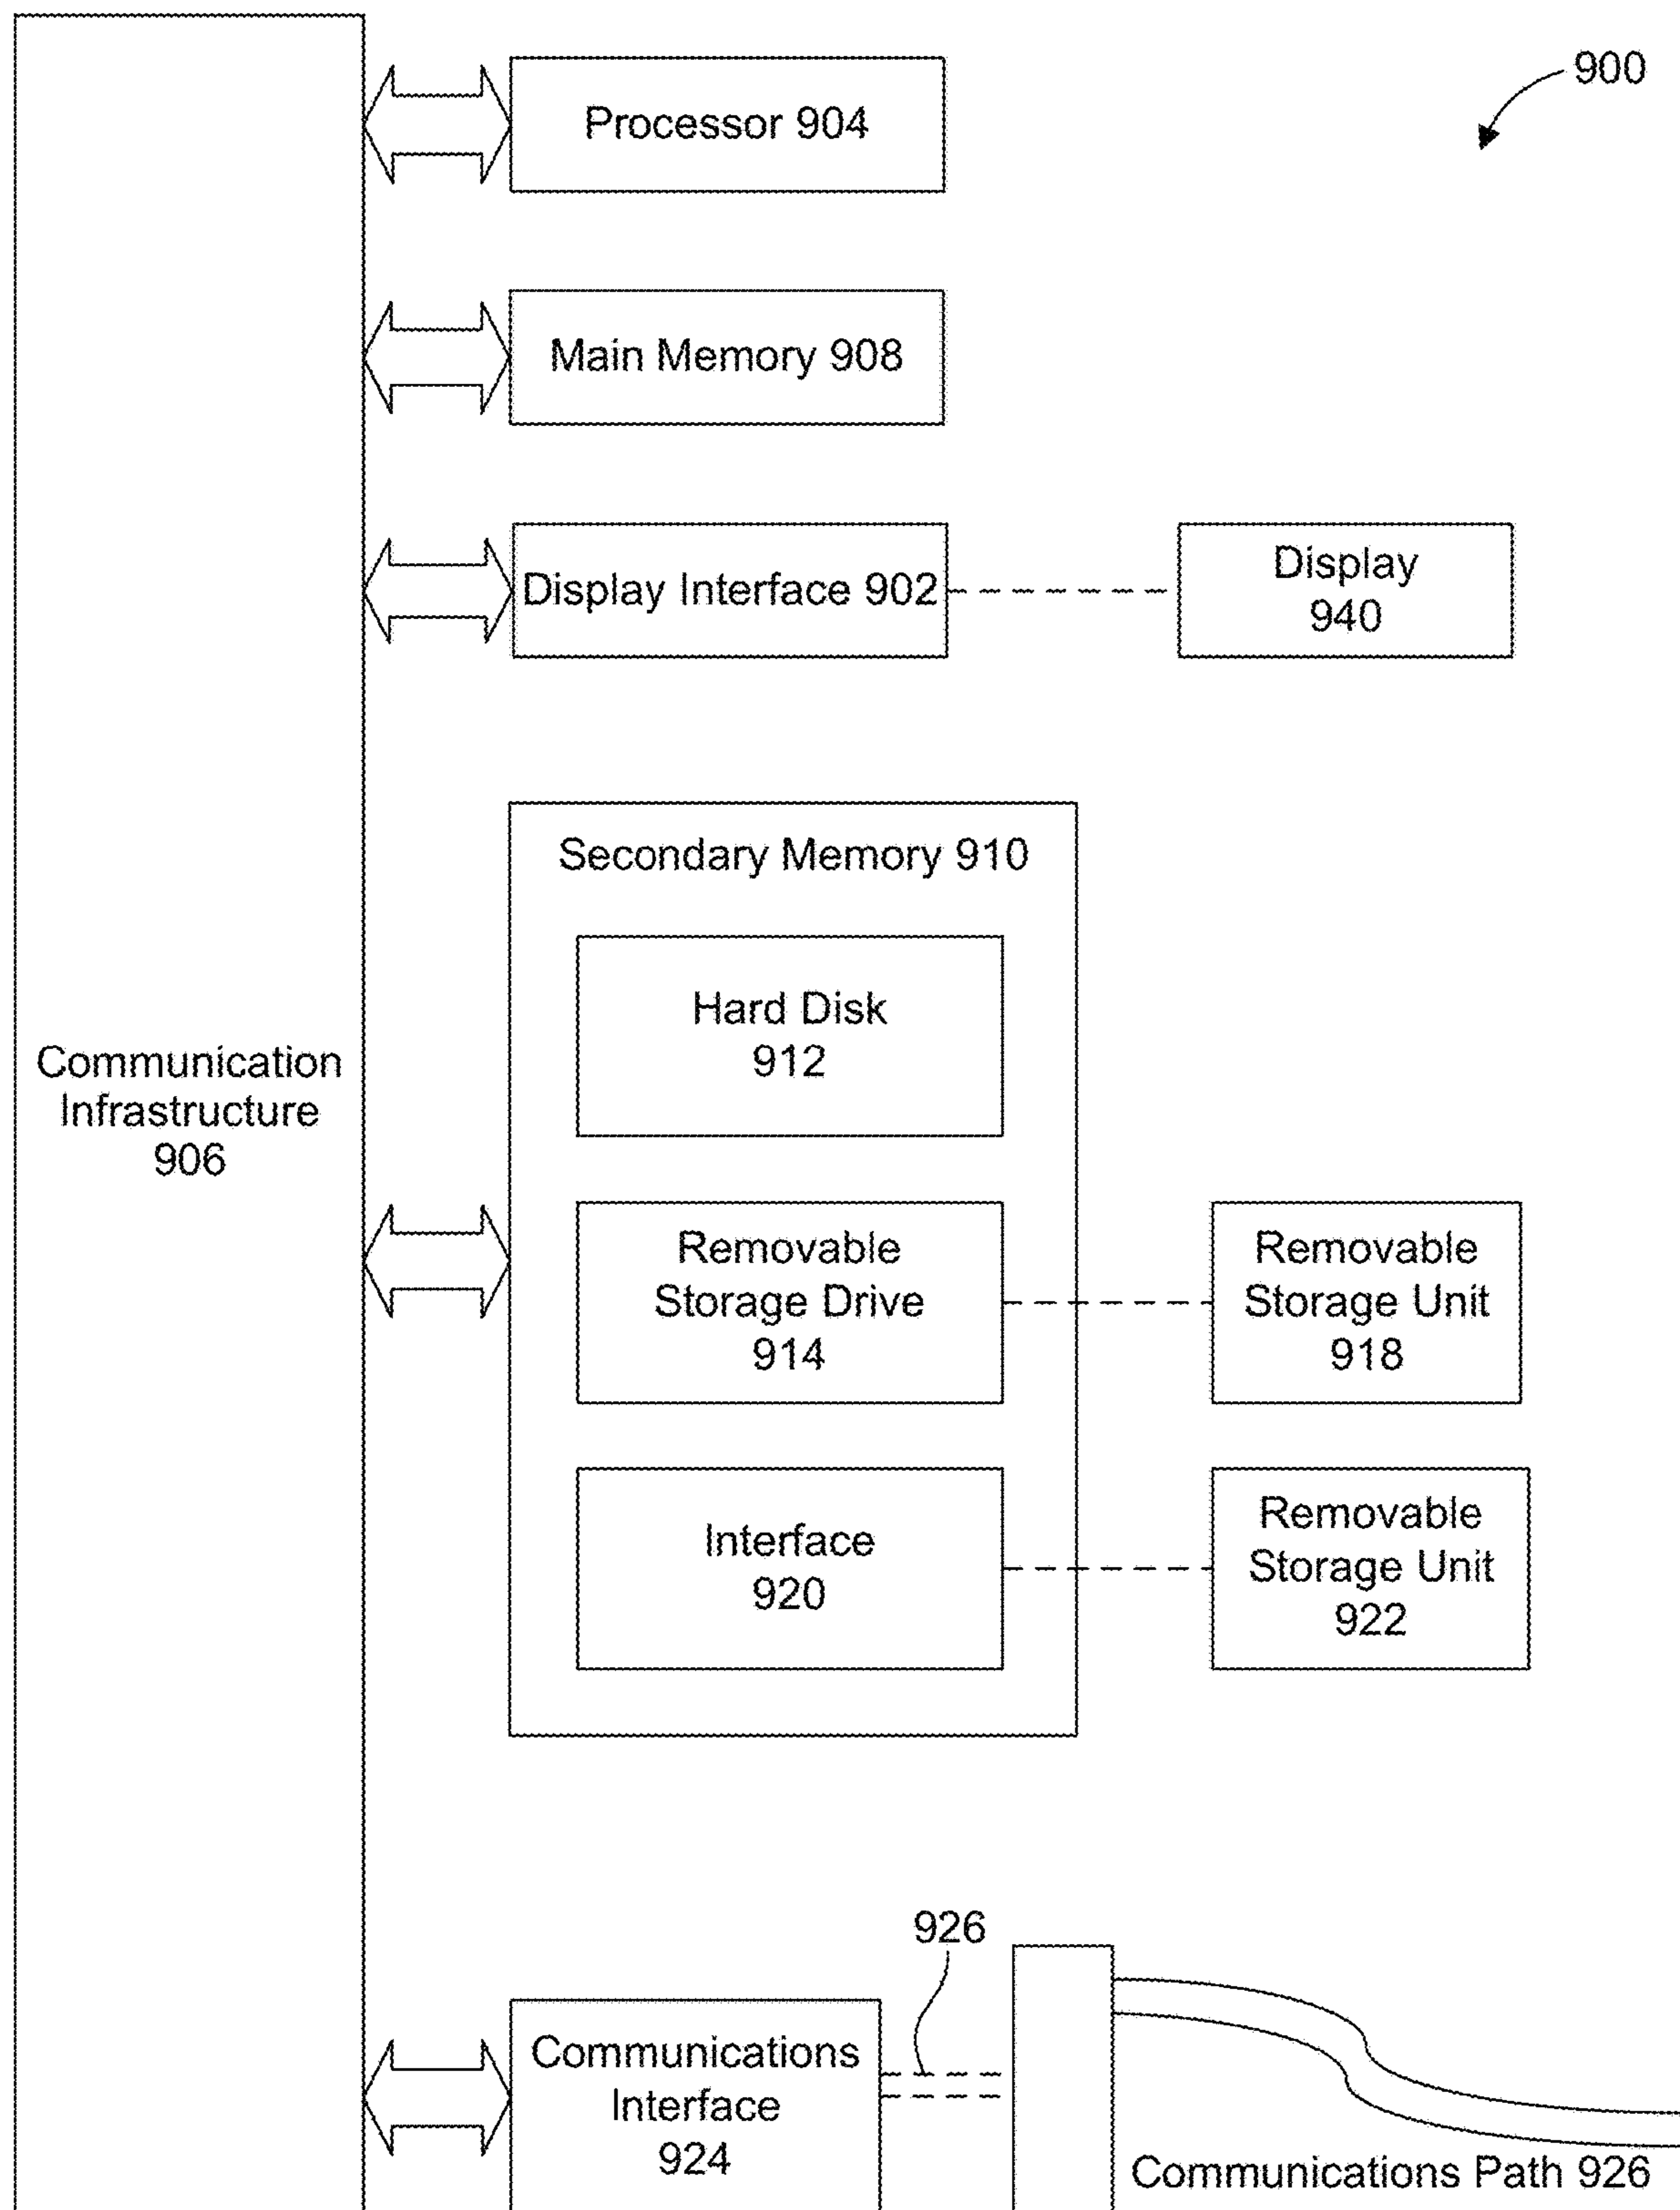 900
Processor 904
Main Memory 908
Display Interface 902
Display
940
Secondary Memory 910
Hard Disk
912
Communication
Infrastructure
906
Removable
Storage Drive
914
Removable
Storage Unit
918
Interface
920
Removable
Storage Unit
922
926
Communications
Interface
924
Communications Path 926